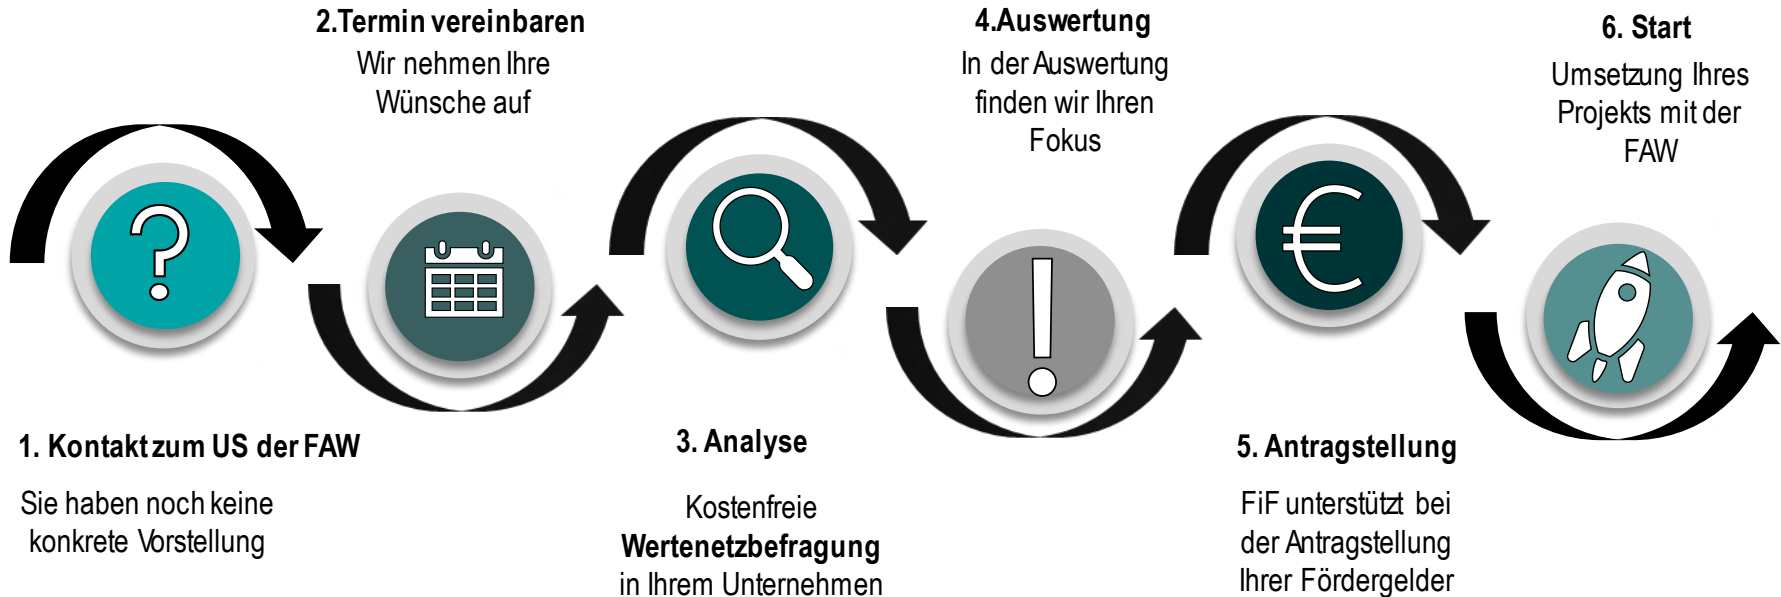 1. Kontakt zum US der FAW
Sie haben noch keine
konkrete Vorstellung
2.Termin vereinbaren
Wir nehmen Ihre
Wünsche auf
3. Analyse
Kostenfreie
Wertenetzbefragung
in Ihrem Unternehmen
4.Auswertung
In der Auswertung
finden wir Ihren
Fokus
5. Antragstellung
FiF unterstützt bei
der Antragstellung
Ihrer Fördergelder
6. Start
Umsetzung Ihres
Projekts mit der
FAW